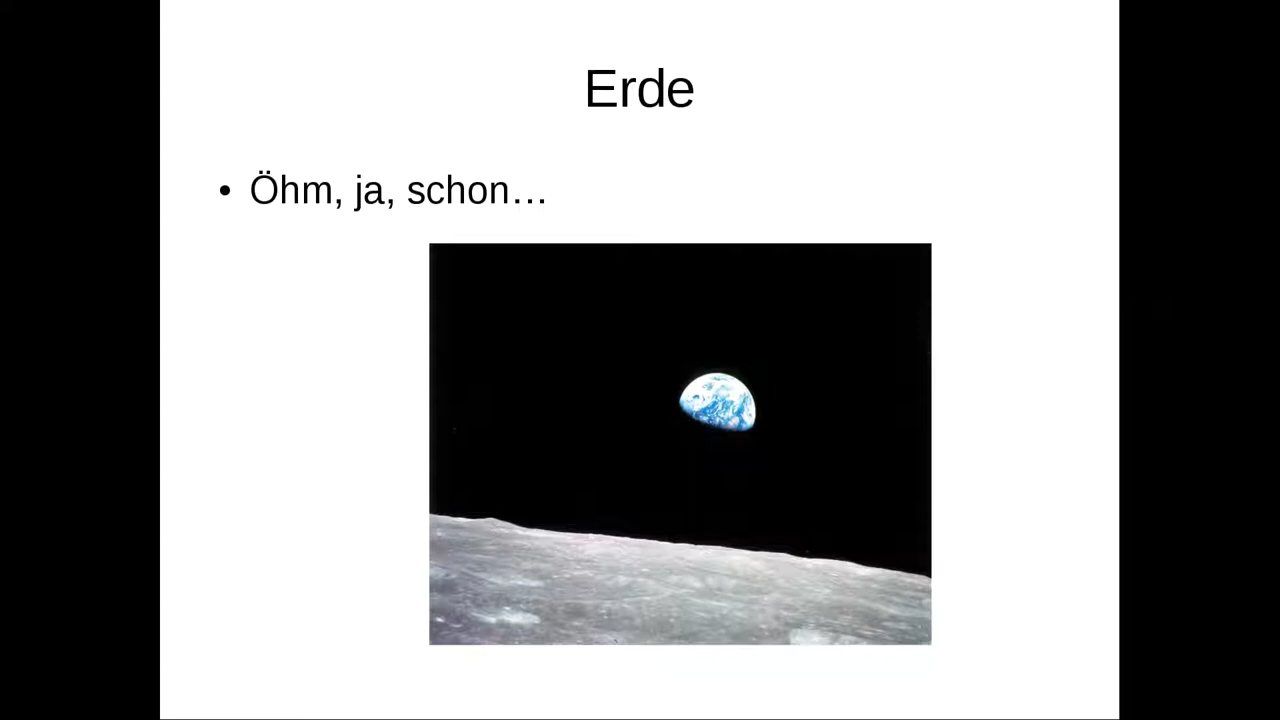 Erde
• Öhm, ja, schon…